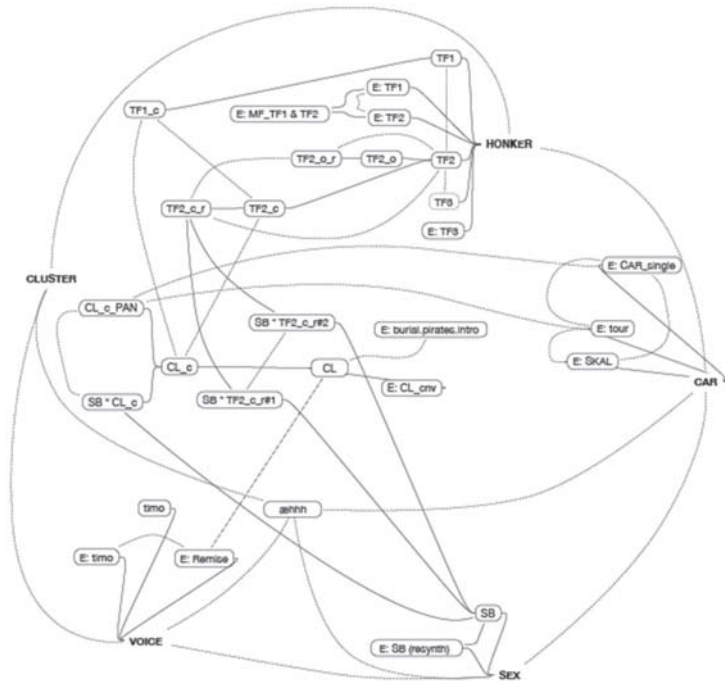 TF1
E: TF1
TF1_c
E: MF_TF1 & TF2
E: TF2
HONKER
TF2_o_r
TF2_o
TF2
TF2_c_r
TF2_c
TF3
E: TF3
CLUSTER
E: CAR_single
CL_c_PAN
SB * TF2_c_r#2
E: burial.pirates.intro
E: tour
CL_c
CL
E: SKAL
CAR
E: CL_cnv
SB * CL_c
SB * TF2_c_r#1
timo
æhhh
E: timo
E: Remise
SB
VOICE
E: SB (resynth)
SEX